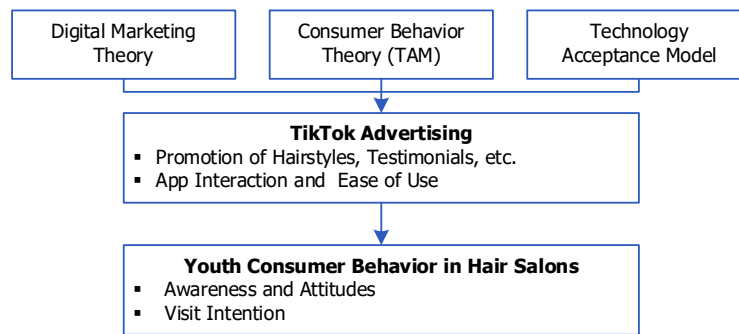 Digital Marketing
Theory
Consumer Behavior
Theory (TAM)
Technology
Acceptance Model
TikTok Advertising
▪ Promotion of Hairstyles, Testimonials, etc.
▪ App Interaction and Ease of Use
Youth Consumer Behavior in Hair Salons
▪ Awareness and Attitudes
▪ Visit Intention